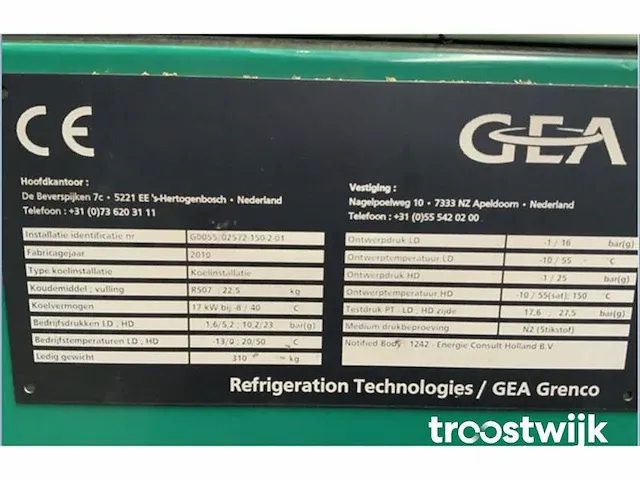 CE
GEA
Hoofdkantoor :
De Beverspijken 7c • 5221 EE 's-Hertogenbosch • Nederland
Telefoon : +31 (0)73 620 31 11
Vestiging :
Nagelpoelweg 10 • 7333 NZ Apeldoorn • Nederland
Telefoon : +31 (0)55 542 02 00
Installatie identificatie nr G0055/02572-150-2-01
Fabricagejaar 2010
Type koelinstallatie Koelinstallatie
Koudemiddel ; vulling R507 ; 22,5 kg
Koelvermogen 17 kW bij -8 / 40 °C
Bedrijfsdrukken LD ; HD 1,6/5,2 ; 10,2/23 bar(g)
Bedrijfstemperaturen LD ; HD -13/0 ; 20/50 °C
Ledig gewicht 310 kg
Ontwerpdruk LD -1 / 16 bar(g)
Ontwerptemperatuur LD -10 / 55 °C
Ontwerpdruk HD -1 / 25 bar(g)
Ontwerptemperatuur HD -10 / 55(sat); 150 °C
Testdruk PT : LD ; HD zijde 17,6 ; 27,5 bar(g)
Medium drukbeproeving N2 (Stikstof)
Notified Body : 1242 - Energie Consult Holland B.V
Refrigeration Technologies / GEA Grenco
troostwijk